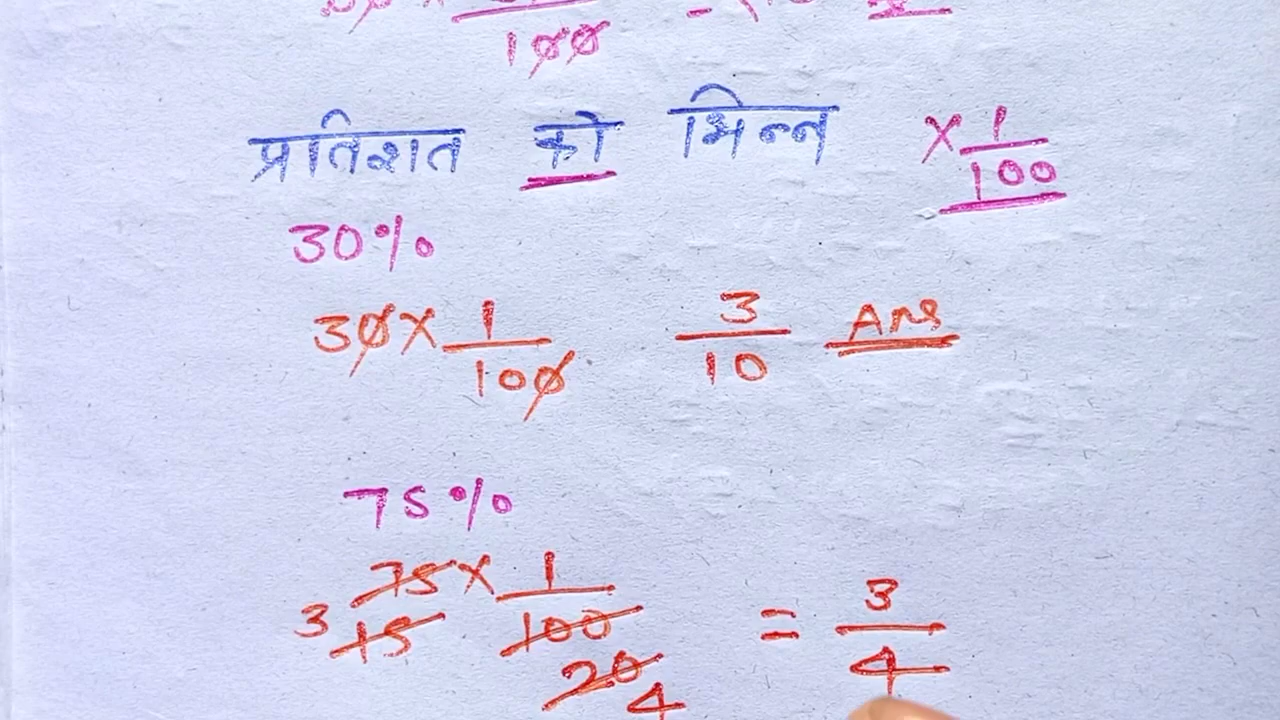 100
प्रतिशत को भिन्न × 1/100
30%
30 × 1/100 3/10 Ans
75%
75 × 1/100 = 3/4
3 15 20 4